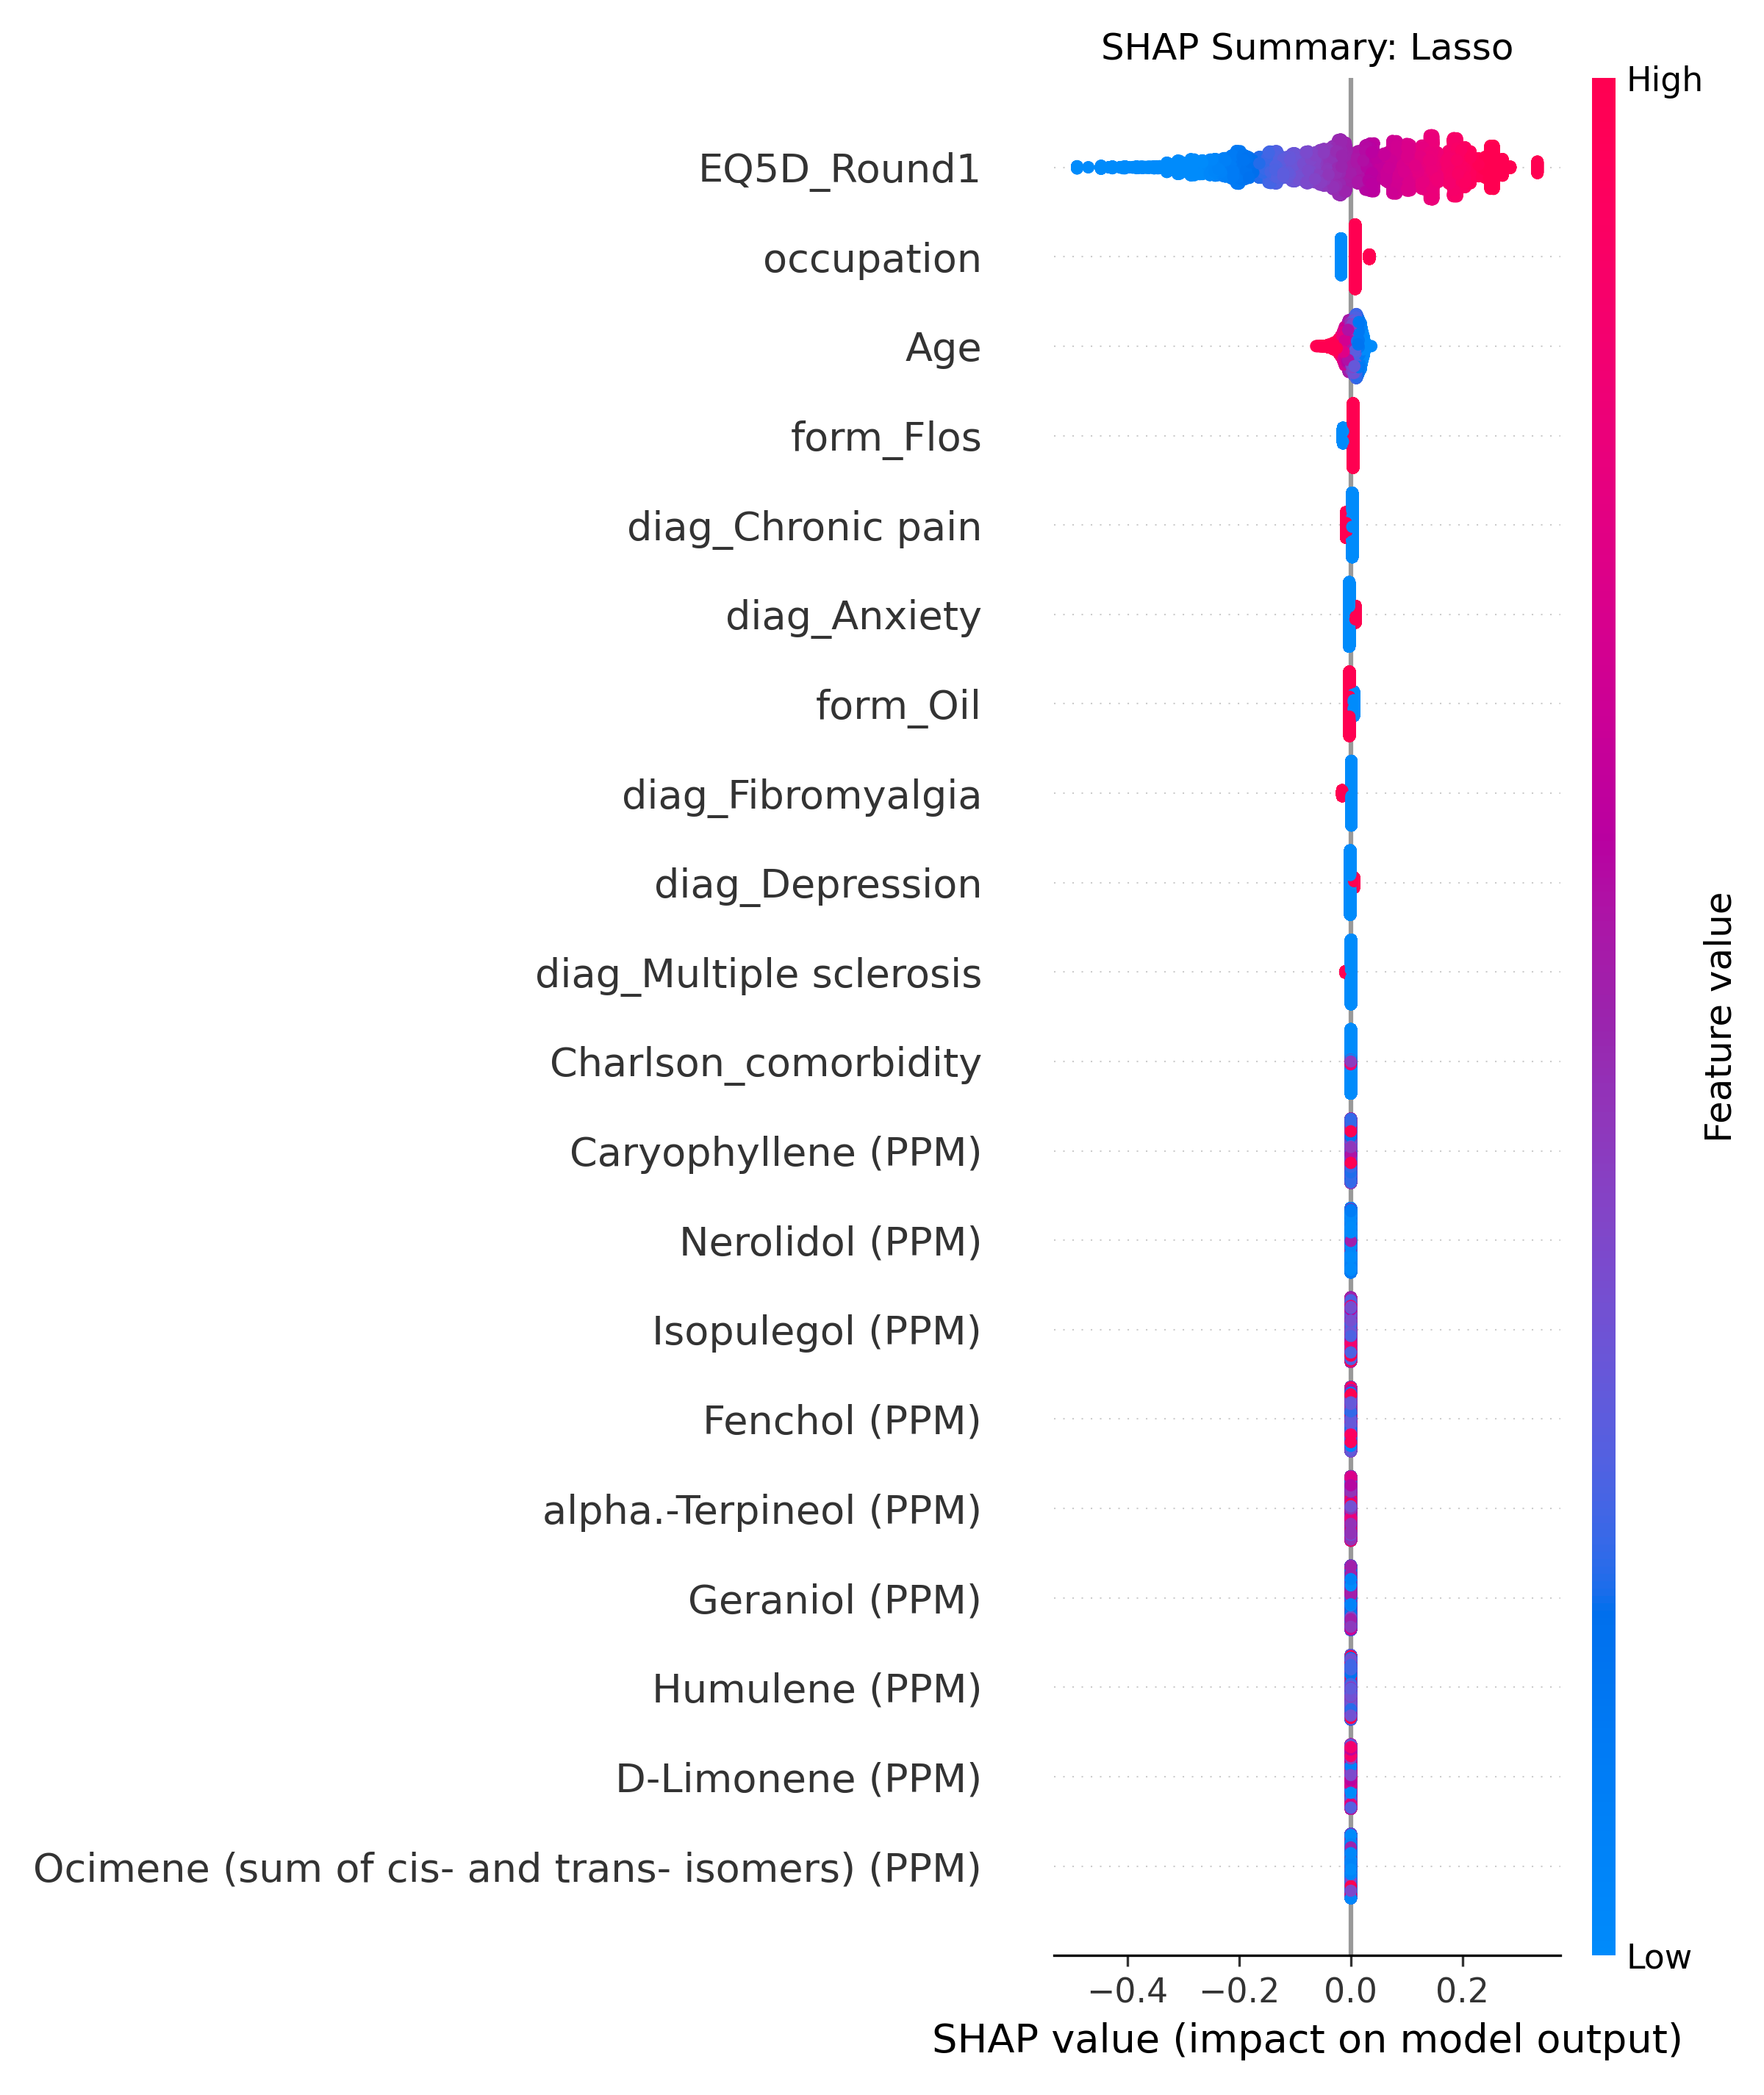 SHAP Summary: Lasso
High
EQ5D_Round1
occupation
Age
form_Flos
diag_Chronic pain
diag_Anxiety
form_Oil
diag_Fibromyalgia
diag_Depression
diag_Multiple sclerosis
Charlson_comorbidity
Caryophyllene (PPM)
Nerolidol (PPM)
Isopulegol (PPM)
Fenchol (PPM)
alpha.-Terpineol (PPM)
Geraniol (PPM)
Humulene (PPM)
D-Limonene (PPM)
Ocimene (sum of cis- and trans- isomers) (PPM)
Feature value
Low
−0.4 −0.2 0.0 0.2
SHAP value (impact on model output)